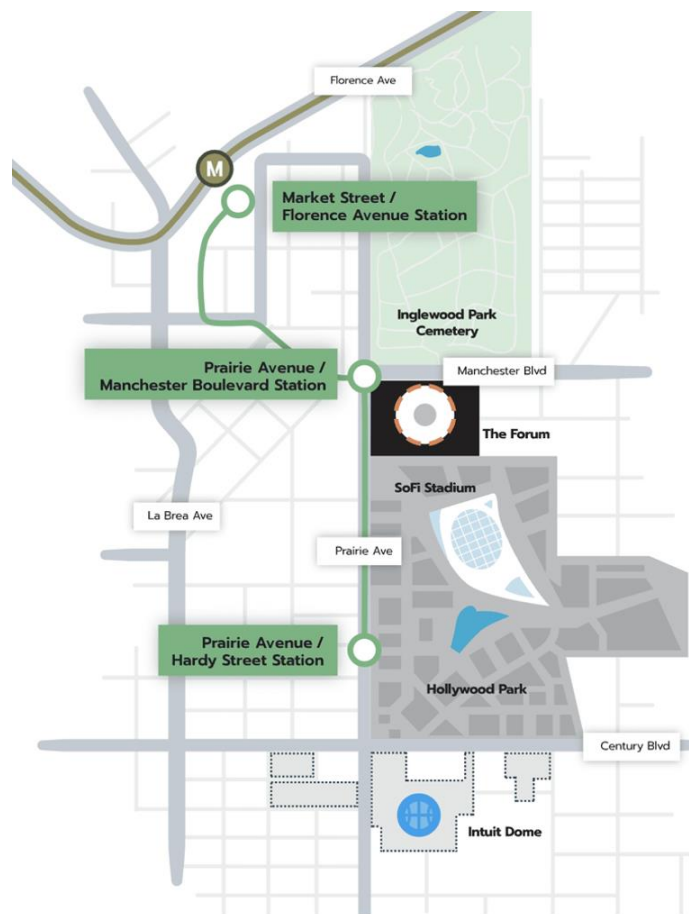 Florence Ave
M
Market Street /
Florence Avenue Station
Inglewood Park
Cemetery
Prairie Avenue /
Manchester Boulevard Station
Manchester Blvd
The Forum
SoFi Stadium
La Brea Ave
Prairie Ave
Prairie Avenue /
Hardy Street Station
Hollywood Park
Century Blvd
Intuit Dome